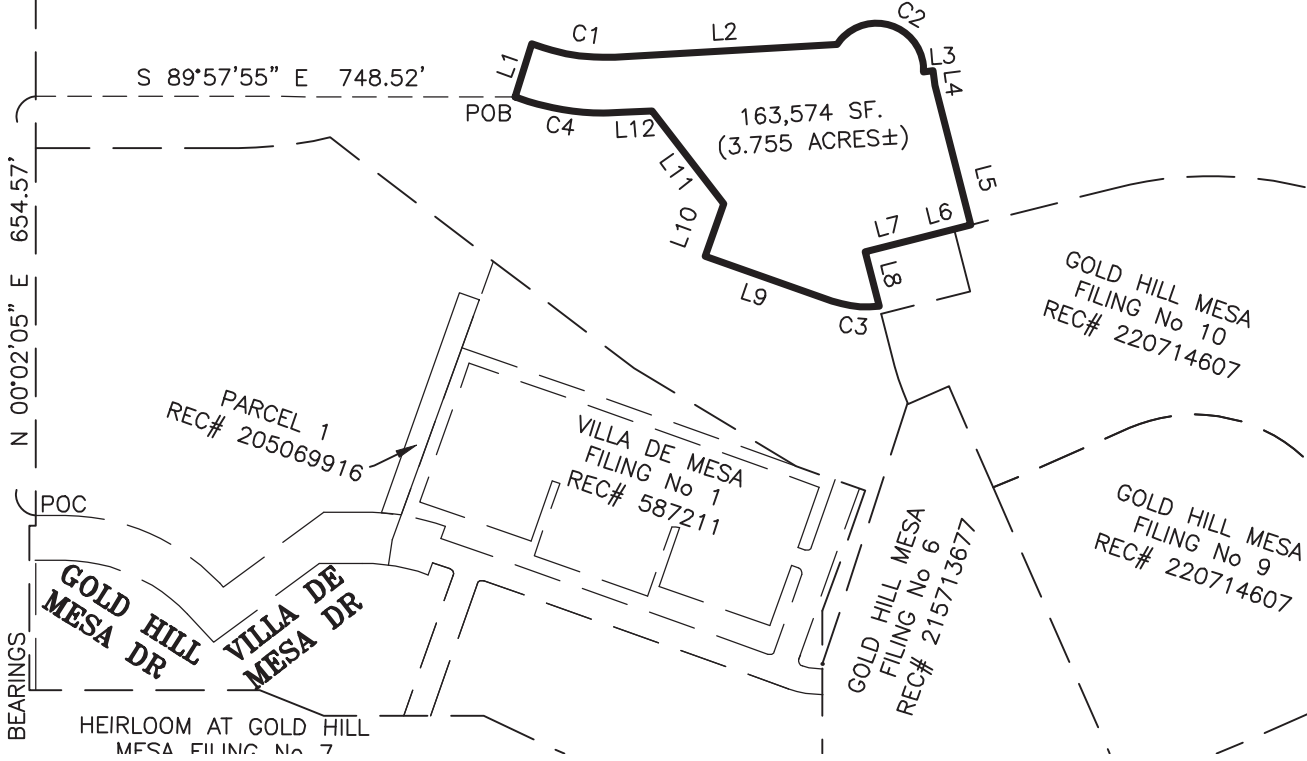 C2
C1
L2
L3
L1
L4
S 89°57'55" E 748.52'
POB
C4
L12
163,574 SF.
(3.755 ACRES±)
L11
L5
L10
L6
L7
L8
L9
C3
N 00°02'05" E 654.57'
GOLD HILL MESA
FILING No 10
REC# 220714607
PARCEL 1
REC# 205069916
VILLA DE MESA
FILING No 1
REC# 587211
POC
GOLD HILL MESA
FILING No 6
REC# 215713677
GOLD HILL MESA
FILING No 9
REC# 220714607
GOLD HILL
MESA DR
VILLA DE
MESA DR
BEARINGS
HEIRLOOM AT GOLD HILL
MESA FILING No 7